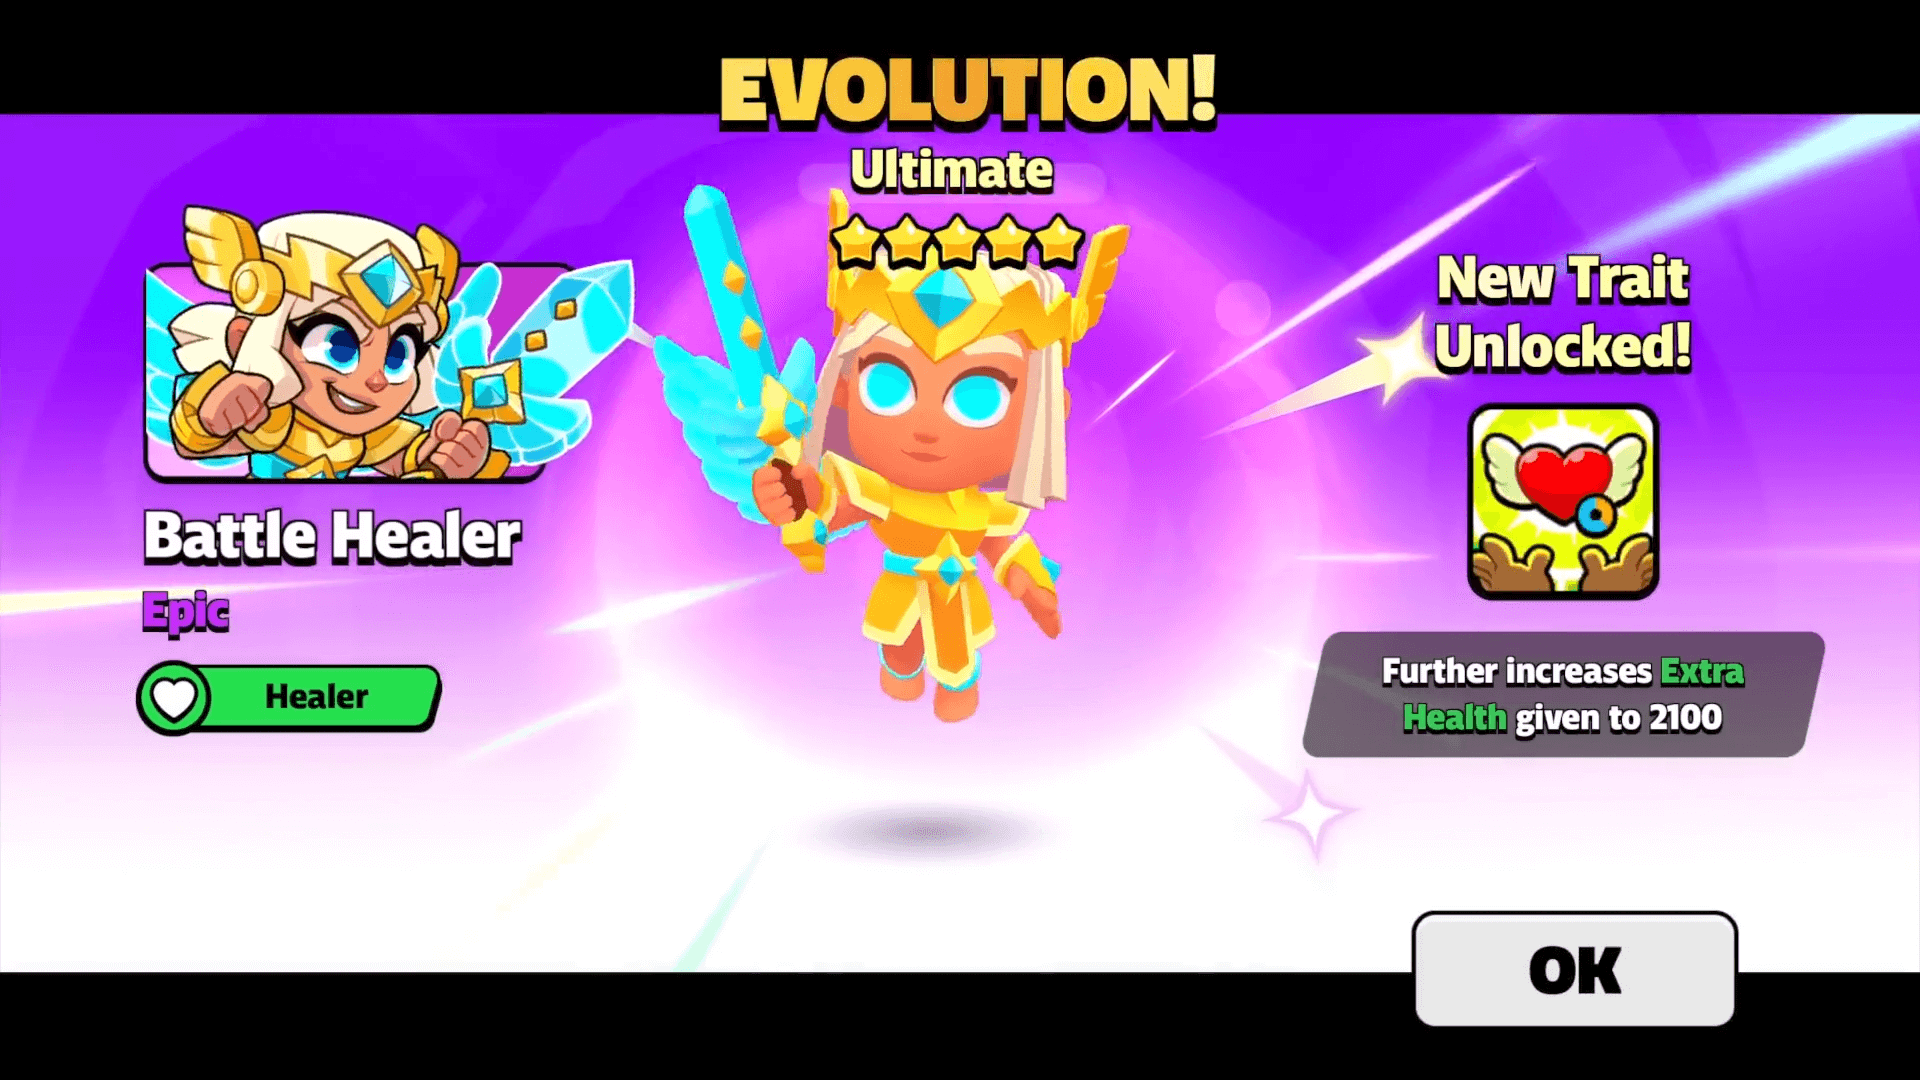 EVOLUTION!
Ultimate
Battle Healer
Epic
Healer
New Trait
Unlocked!
Further increases Extra
Health given to 2100
OK